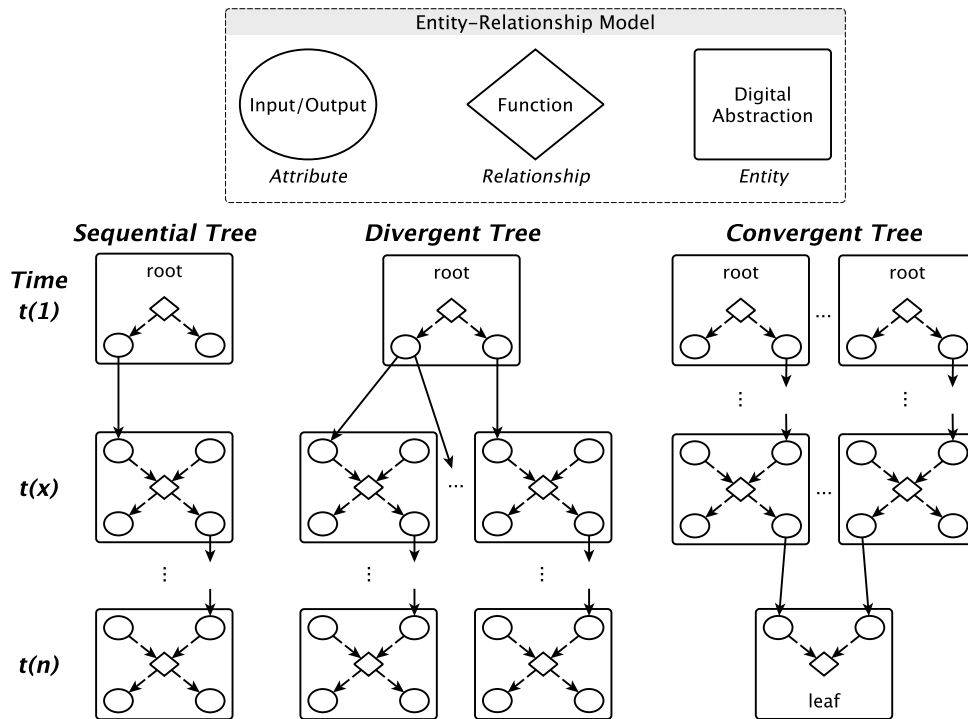 Entity–Relationship Model
Input/Output
Function
Digital
Abstraction
Attribute
Relationship
Entity
Sequential Tree
Divergent Tree
Convergent Tree
Time
t(1)
root
root
root
...
root
...
...
...
t(x)
...
...
...
...
...
t(n)
leaf